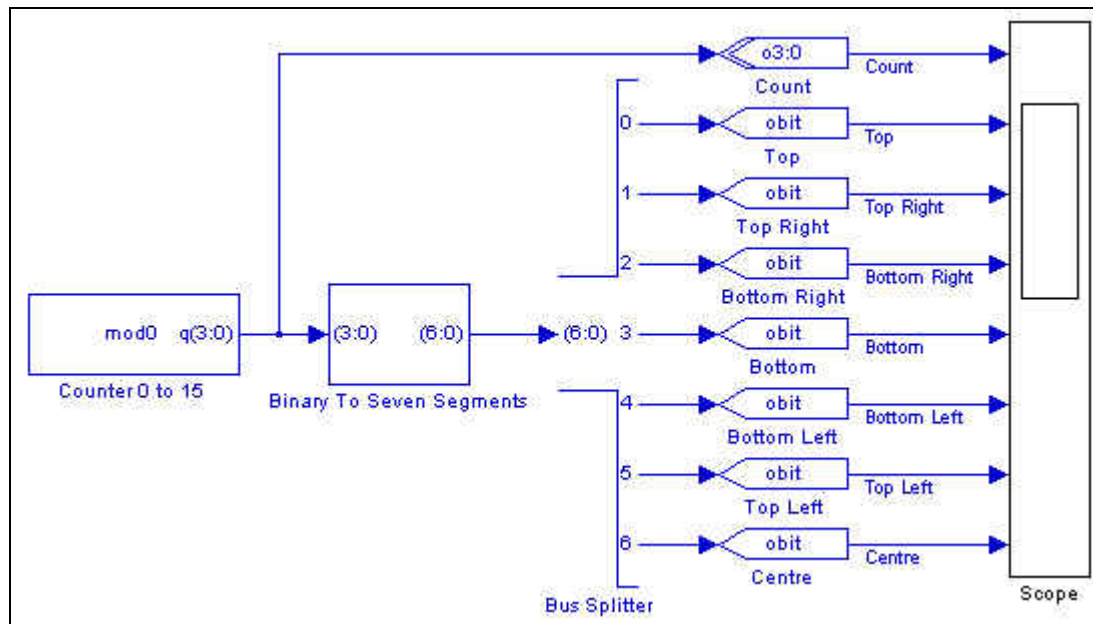 o3:0
Count
Count
0
obit
Top
Top
1
obit
Top Right
Top Right
2
obit
Bottom Right
Bottom Right
mod0 q(3:0)
Counter 0 to 15
(3:0) (6:0)
Binary To Seven Segments
(6:0) 3
obit
Bottom
Bottom
4
obit
Bottom Left
Bottom Left
5
obit
Top Left
Top Left
6
obit
Centre
Centre
Bus Splitter
Scope